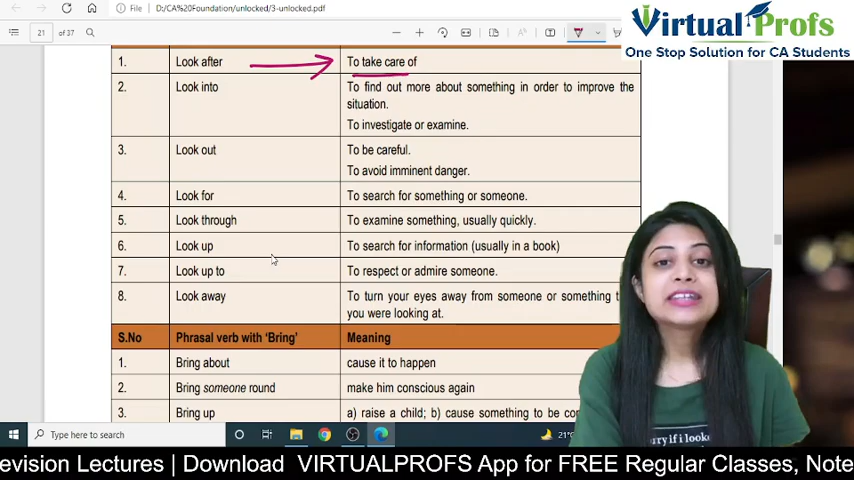 File
D:/CA%20Foundation/unlocked/3-unlocked.pdf
Virtual Profs
One Stop Solution for CA Students
21 of 37
1. Look after To take care of
2. Look into To find out more about something in order to improve the
situation.
To investigate or examine.
3. Look out To be careful.
To avoid imminent danger.
4. Look for To search for something or someone.
5. Look through To examine something, usually quickly.
6. Look up To search for information (usually in a book)
7. Look up to To respect or admire someone.
8. Look away To turn your eyes away from someone or something
you were looking at.
S.No Phrasal verb with ‘Bring’ Meaning
1. Bring about cause it to happen
2. Bring someone round make him conscious again
3. Bring up a) raise a child; b) cause something to be
Type here to search
21°
if i look
evision Lectures | Download VIRTUALPROFS App for FREE Regular Classes, Note